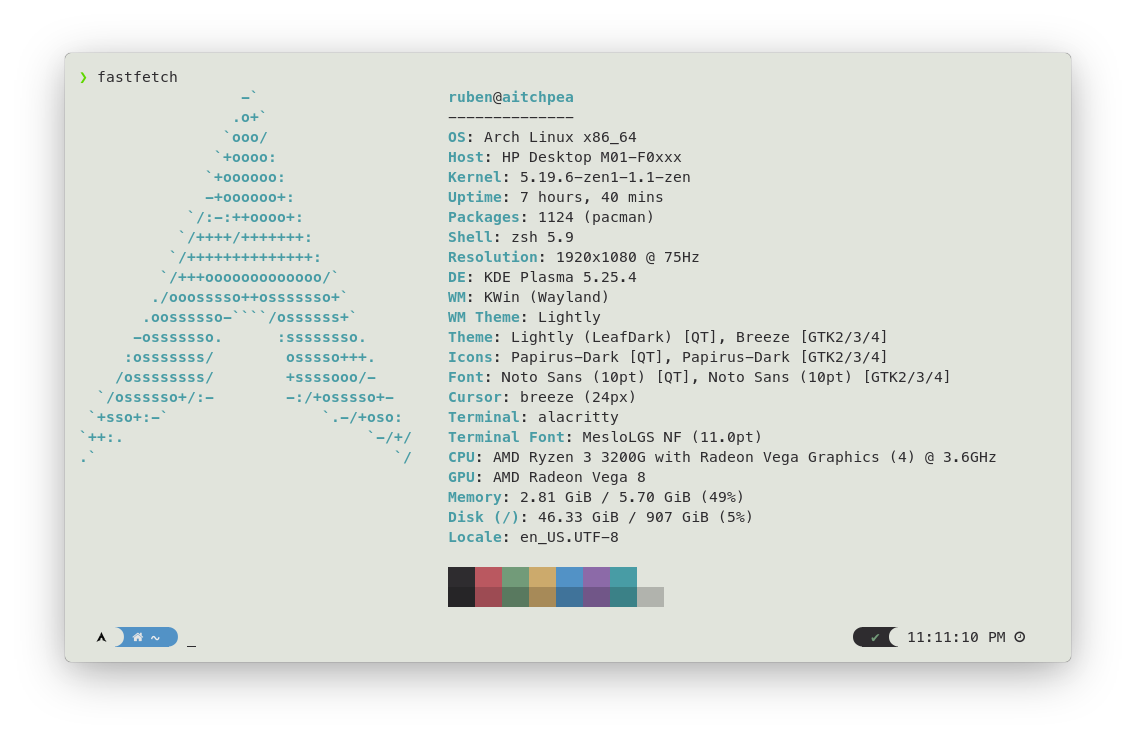 ❯ fastfetch
                  -`                     ruben@aitchpea
                 .o+`                    --------------
                `ooo/                    OS: Arch Linux x86_64
               `+oooo:                   Host: HP Desktop M01-F0xxx
              `+oooooo:                  Kernel: 5.19.6-zen1-1.1-zen
              -+oooooo+:                 Uptime: 7 hours, 40 mins
            `/:-:++oooo+:                Packages: 1124 (pacman)
           `/++++/+++++++:               Shell: zsh 5.9
          `/++++++++++++++:              Resolution: 1920x1080 @ 75Hz
         `/+++ooooooooooooo/`            DE: KDE Plasma 5.25.4
        ./ooosssso++osssssso+`           WM: KWin (Wayland)
       .oossssso-````/ossssss+`          WM Theme: Lightly
      -osssssso.      :ssssssso.         Theme: Lightly (LeafDark) [QT], Breeze [GTK2/3/4]
     :osssssss/        osssso+++.        Icons: Papirus-Dark [QT], Papirus-Dark [GTK2/3/4]
    /ossssssss/        +ssssooo/-        Font: Noto Sans (10pt) [QT], Noto Sans (10pt) [GTK2/3/4]
  `/ossssso+/:-        -:/+osssso+-      Cursor: breeze (24px)
 `+sso+:-`                 `.-/+oso:     Terminal: alacritty
`++:.                           `-/+/    Terminal Font: MesloLGS NF (11.0pt)
.`                                 `/    CPU: AMD Ryzen 3 3200G with Radeon Vega Graphics (4) @ 3.6GHz
GPU: AMD Radeon Vega 8
Memory: 2.81 GiB / 5.70 GiB (49%)
Disk (/): 46.33 GiB / 907 GiB (5%)
Locale: en_US.UTF-8
~ _ ✔ 11:11:10 PM